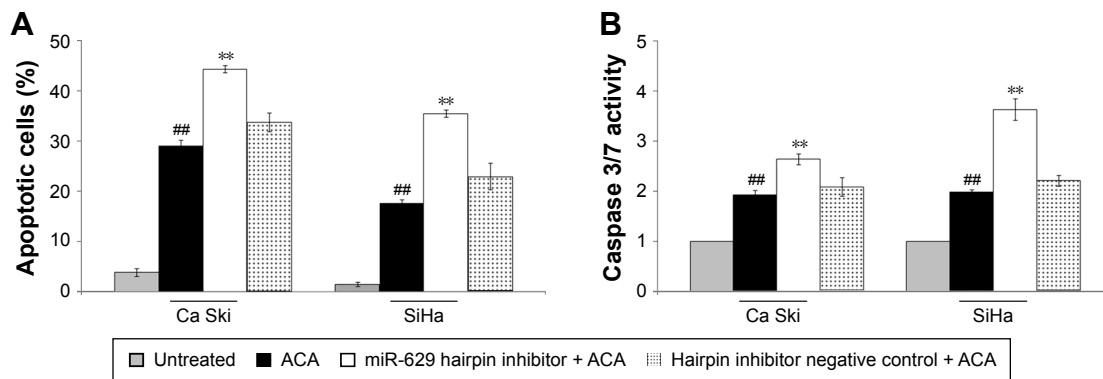 A
Apoptotic cells (%)
50
40
30
20
10
0
##
**
##
**
Ca Ski
SiHa
B
Caspase 3/7 activity
5
4
3
2
1
0
##
**
##
**
Ca Ski
SiHa
Untreated
ACA
miR-629 hairpin inhibitor + ACA
Hairpin inhibitor negative control + ACA